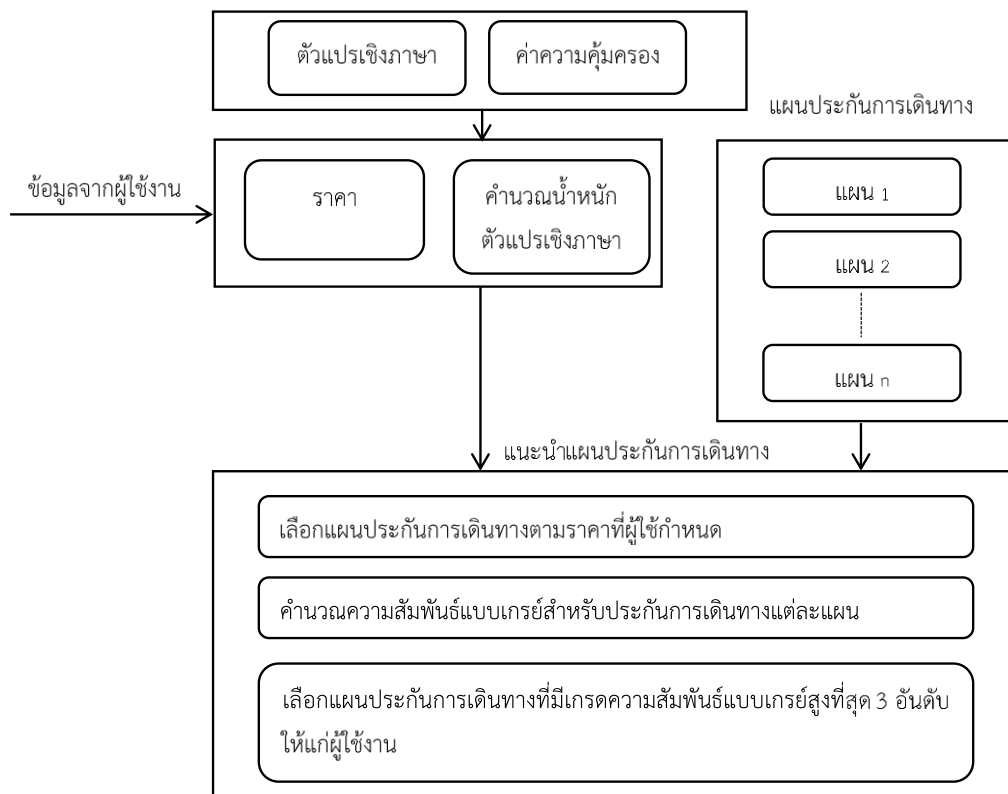 ตัวแปรเชิงภาษา
ค่าความคุ้มครอง
แผนประกันการเดินทาง
ข้อมูลจากผู้ใช้งาน
ราคา
คำนวณน้ำหนัก
ตัวแปรเชิงภาษา
แผน 1
แผน 2
แผน n
แนะนำแผนประกันการเดินทาง
เลือกแผนประกันการเดินทางตามราคาที่ผู้ใช้กำหนด
คำนวณความสัมพันธ์แบบเกรย์สำหรับประกันการเดินทางแต่ละแผน
เลือกแผนประกันการเดินทางที่มีเกรดความสัมพันธ์แบบเกรย์สูงที่สุด 3 อันดับ
ให้แก่ผู้ใช้งาน